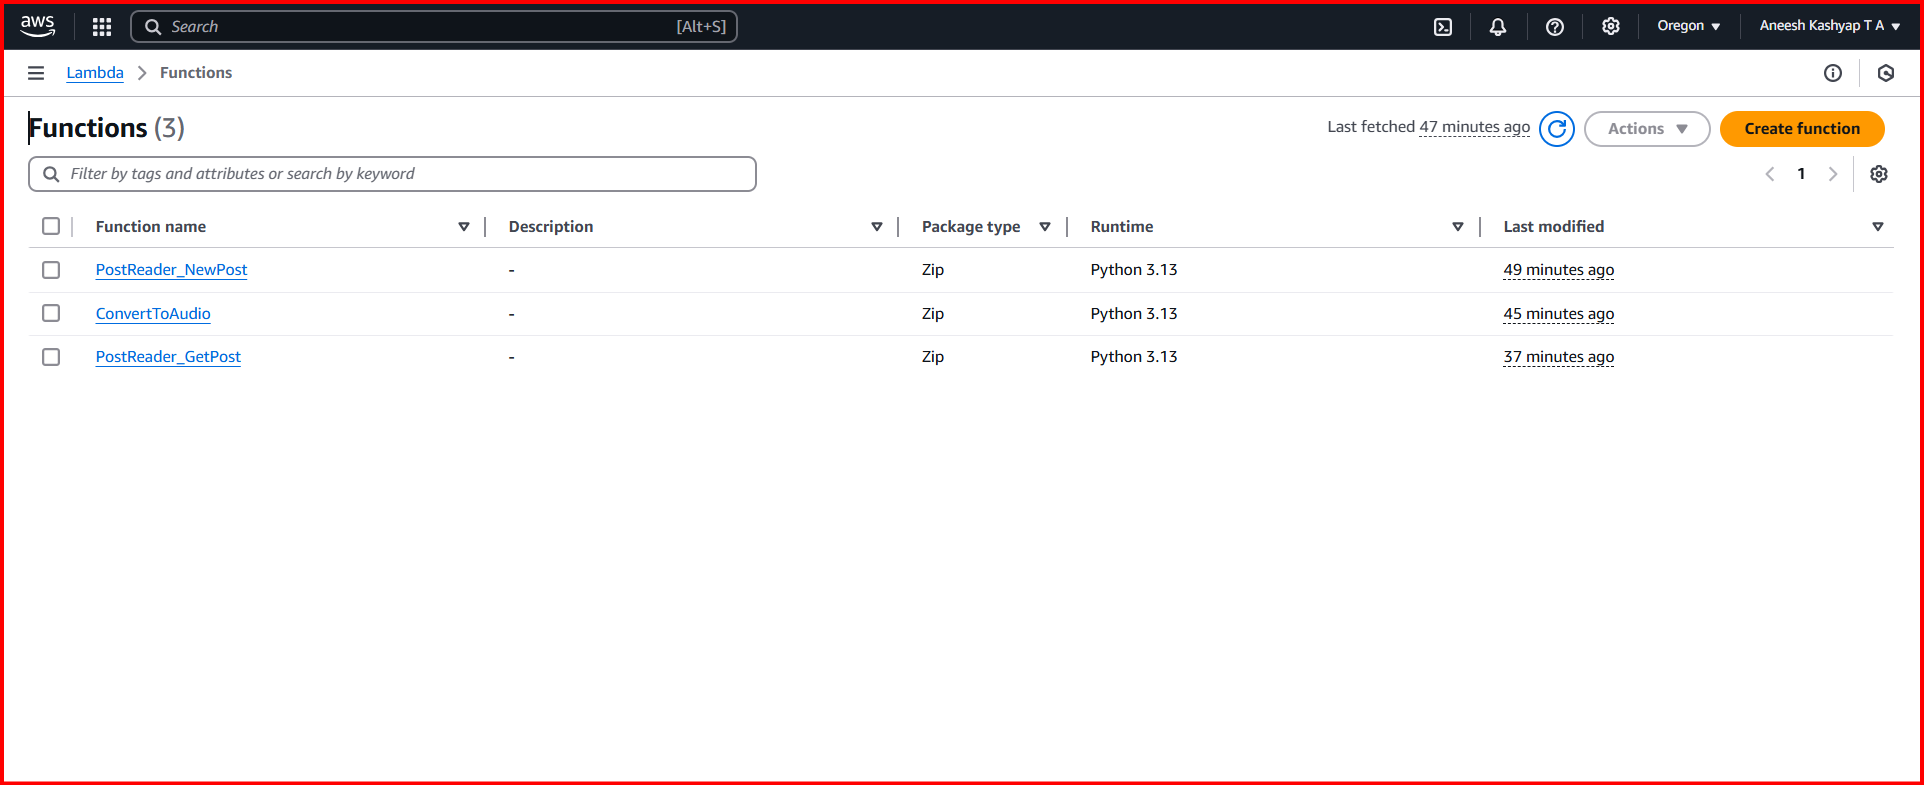 aws Search [Alt+S] Oregon Aneesh Kashyap T A
Lambda Functions
Functions (3) Last fetched 47 minutes ago Actions Create function
Filter by tags and attributes or search by keyword 1
Function name Description Package type Runtime Last modified
PostReader_NewPost - Zip Python 3.13 49 minutes ago
ConvertToAudio - Zip Python 3.13 45 minutes ago
PostReader_GetPost - Zip Python 3.13 37 minutes ago